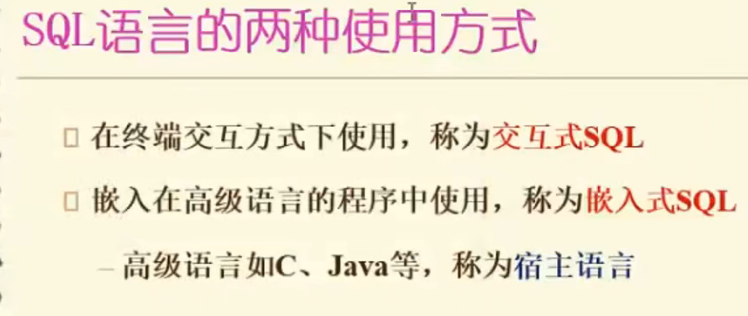 SQL语言的两种使用方式
在终端交互方式下使用，称为交互式SQL
嵌入在高级语言的程序中使用，称为嵌入式SQL
– 高级语言如C、Java等，称为宿主语言